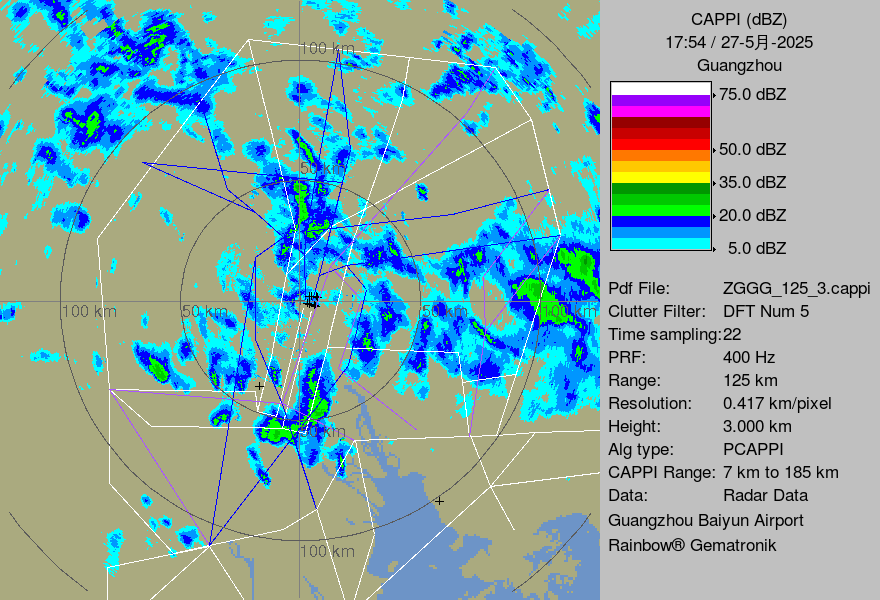 CAPPI (dBZ)
17:54 / 27-5月-2025
Guangzhou
75.0 dBZ
50.0 dBZ
35.0 dBZ
20.0 dBZ
5.0 dBZ
Pdf File: ZGGG_125_3.cappi
Clutter Filter: DFT Num 5
Time sampling:22
PRF: 400 Hz
Range: 125 km
Resolution: 0.417 km/pixel
Height: 3.000 km
Alg type: PCAPPI
CAPPI Range: 7 km to 185 km
Data: Radar Data
Guangzhou Baiyun Airport
Rainbow® Gematronik
100 km
50 km
100 km
50 km
50 km
100 km
50 km
100 km